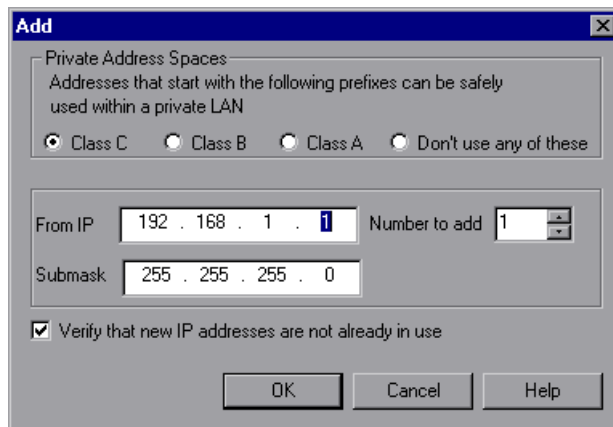 Add
Private Address Spaces
Addresses that start with the following prefixes can be safely
used within a private LAN
Class C Class B Class A Don't use any of these
From IP 192 . 168 . 1 . 1 Number to add 1
Submask 255 . 255 . 255 . 0
Verify that new IP addresses are not already in use
OK Cancel Help